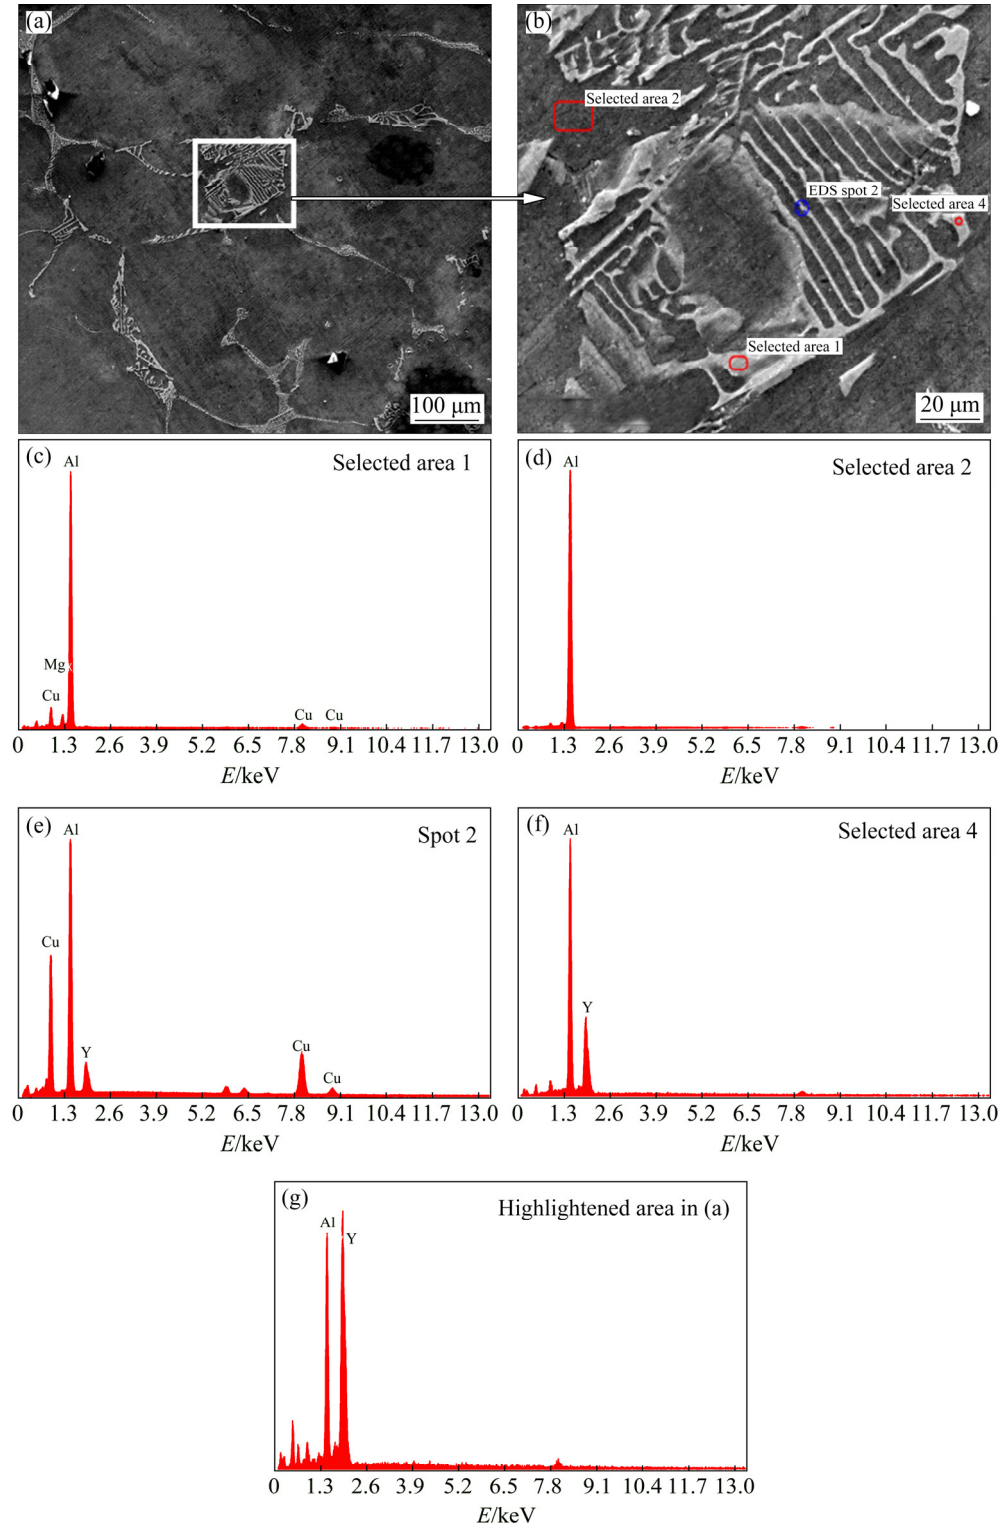 (a)
100 μm
(b)
Selected area 2
EDS spot 2
Selected area 4
Selected area 1
20 μm
(c)
Selected area 1
Al
Mg
Cu
Cu
Cu
0 1.3 2.6 3.9 5.2 6.5 7.8 9.1 10.4 11.7 13.0
E/keV
(d)
Selected area 2
Al
0 1.3 2.6 3.9 5.2 6.5 7.8 9.1 10.4 11.7 13.0
E/keV
(e)
Spot 2
Al
Cu
Y
Cu
Cu
0 1.3 2.6 3.9 5.2 6.5 7.8 9.1 10.4 11.7 13.0
E/keV
(f)
Selected area 4
Al
Y
0 1.3 2.6 3.9 5.2 6.5 7.8 9.1 10.4 11.7 13.0
E/keV
(g)
Highlightened area in (a)
Al
Y
0 1.3 2.6 3.9 5.2 6.5 7.8 9.1 10.4 11.7 13.0
E/keV